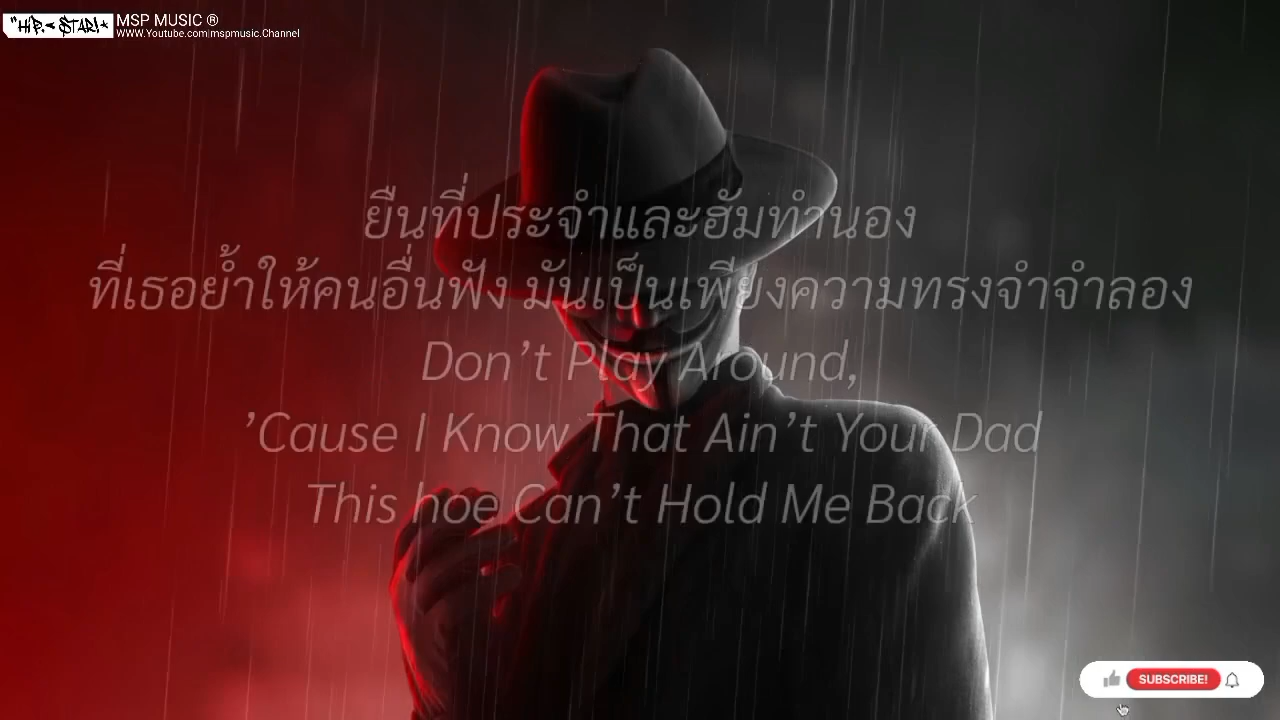 "HIP. STAR!
MSP MUSIC ®
WWW.Youtube.com|mspmusic.Channel
ยืนที่ประจำและฮัมทำนอง
ที่เธอย้ำให้คนอื่นฟัง มันเป็นเพียงความทรงจำจำลอง
Don’t Play Around,
’Cause I Know That Ain’t Your Dad
This hoe Can’t Hold Me Back
SUBSCRIBE!